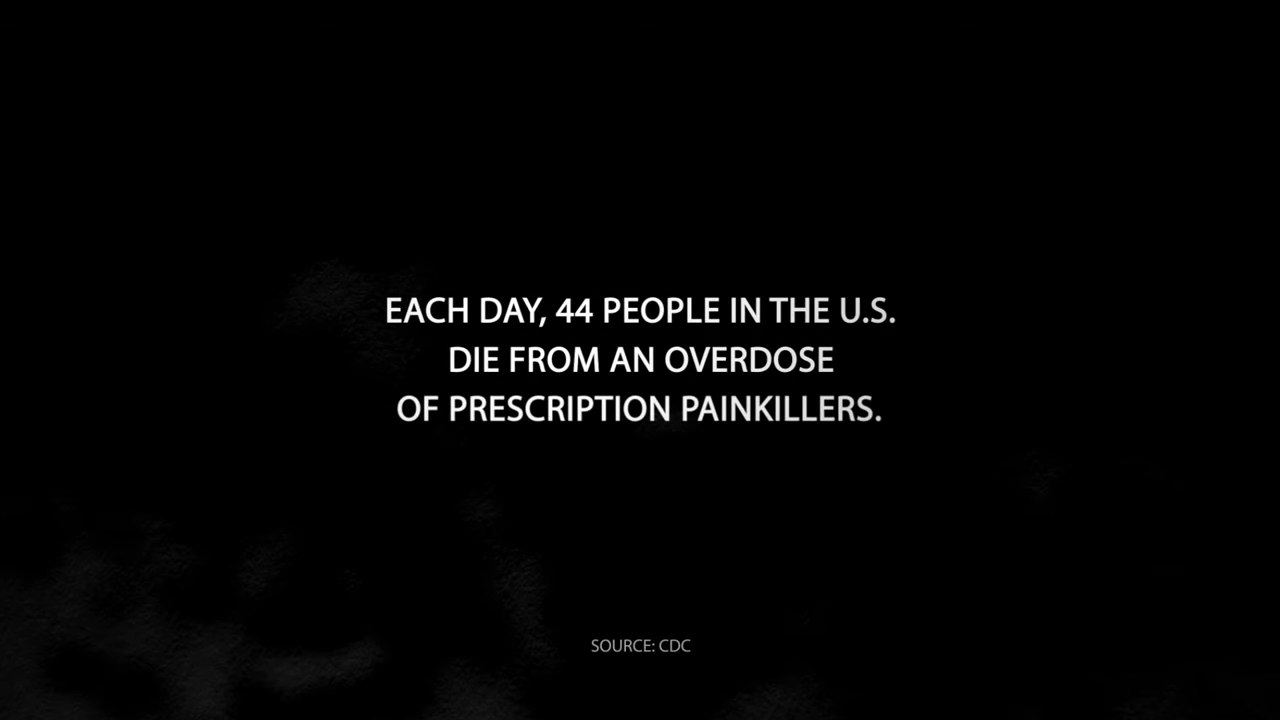 EACH DAY, 44 PEOPLE IN THE U.S.
DIE FROM AN OVERDOSE
OF PRESCRIPTION PAINKILLERS.
SOURCE: CDC